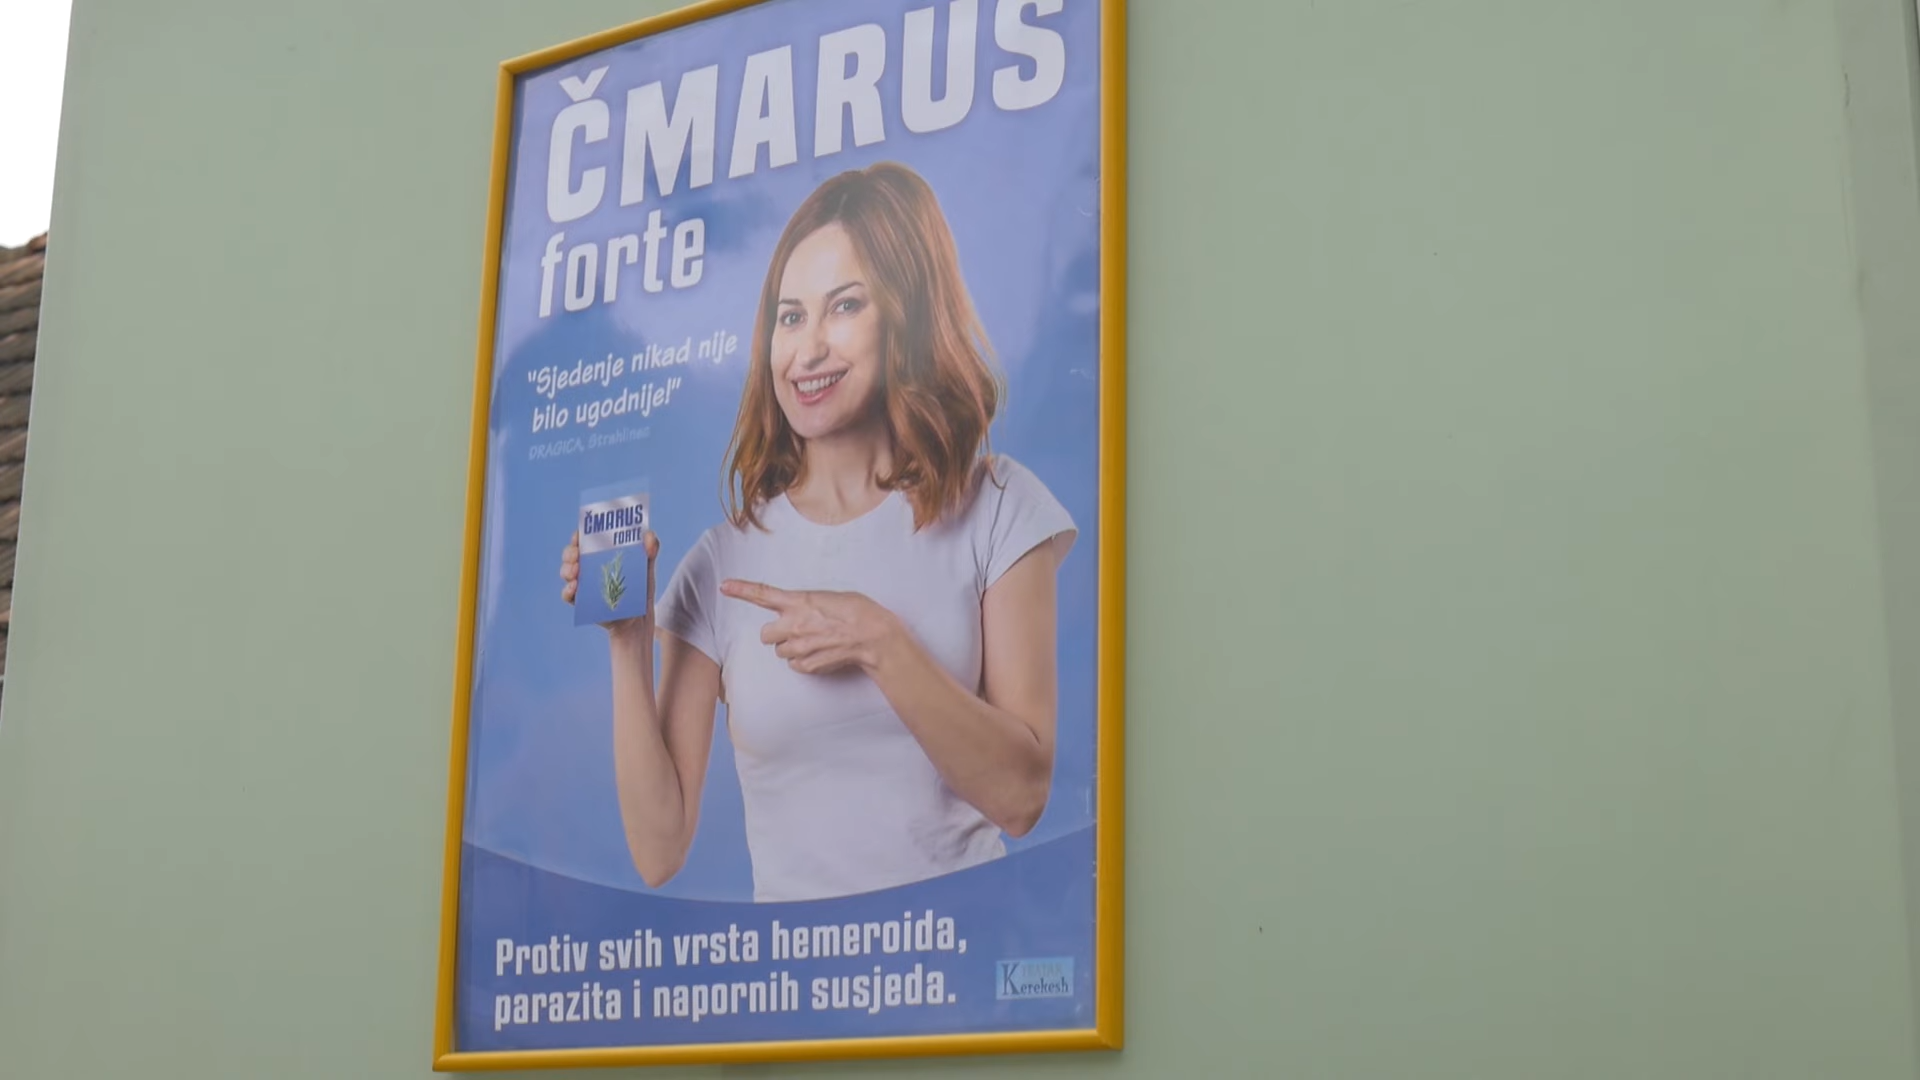 ČMARUS
forte
"Sjedenje nikad nije
bilo ugodnije!"
DRAGICA, Strahinec
ČMARUS
FORTE
Protiv svih vrsta hemeroida,
parazita i napornih susjeda.
TEATAR
Kerekesh